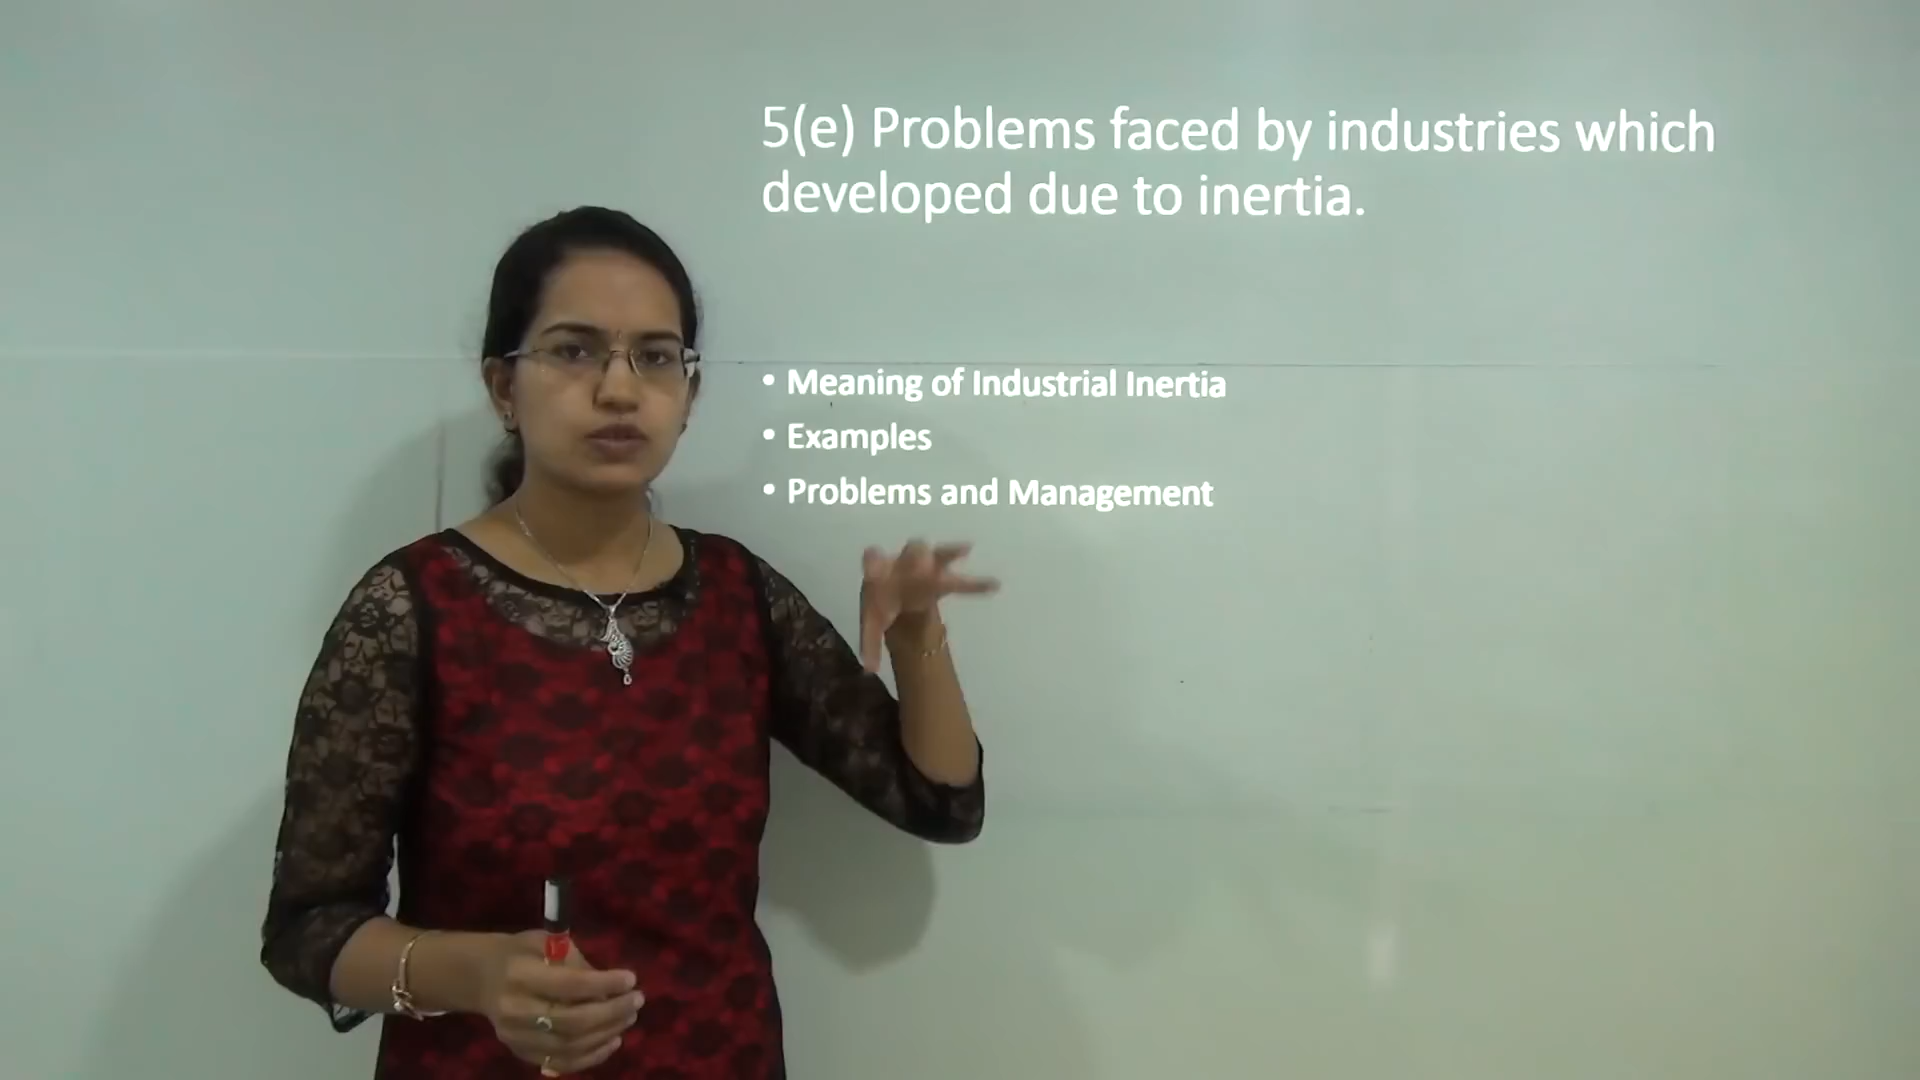 5(e) Problems faced by industries which
developed due to inertia.
• Meaning of Industrial Inertia
• Examples
• Problems and Management